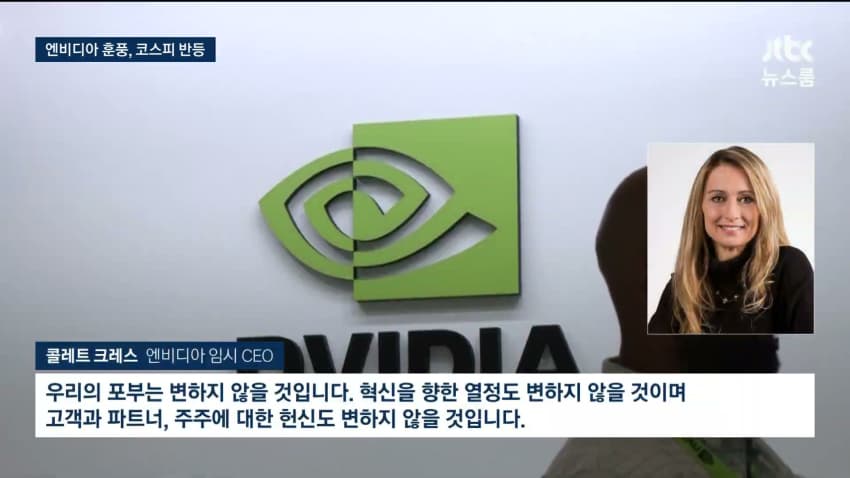 엔비디아 훈풍, 코스피 반등
jtbc
뉴스룸
NVIDIA
콜레트 크레스 엔비디아 임시 CEO
우리의 포부는 변하지 않을 것입니다. 혁신을 향한 열정도 변하지 않을 것이며
고객과 파트너, 주주에 대한 헌신도 변하지 않을 것입니다.